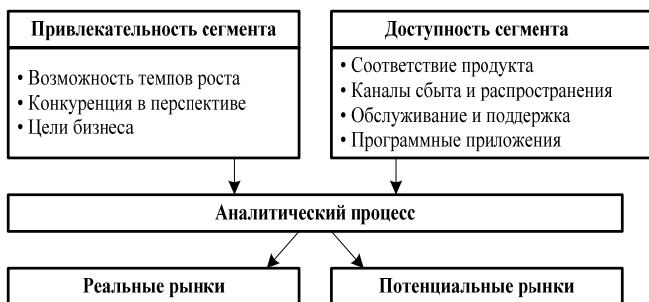 Привлекательность сегмента
• Возможность темпов роста
• Конкуренция в перспективе
• Цели бизнеса
Доступность сегмента
• Соответствие продукта
• Каналы сбыта и распространения
• Обслуживание и поддержка
• Программные приложения
Аналитический процесс
Реальные рынки
Потенциальные рынки